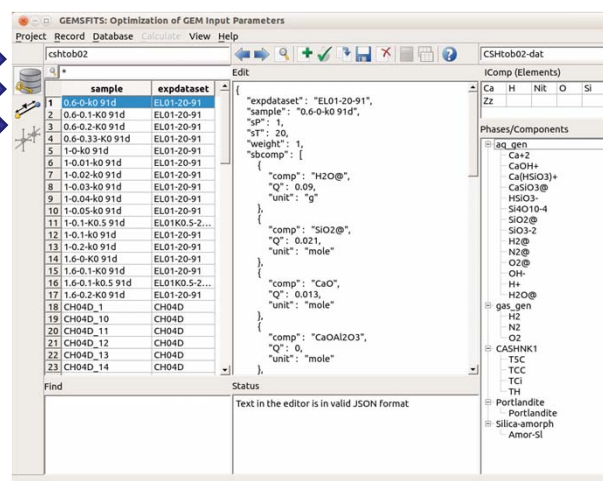 GEMSFITS: Optimization of GEM Input Parameters
Project Record Database Calculate View Help
cshtob02
CSHtob02-dat
*
sample expdataset
1 0.6-0-k0 91d EL01-20-91
2 0.6-0.1-K0 91d EL01-20-91
3 0.6-0.2-K0 91d EL01-20-91
4 0.6-0.33-K0 91d EL01-20-91
5 1-0-k0 91d EL01-20-91
6 1-0.01-k0 91d EL01-20-91
7 1-0.02-k0 91d EL01-20-91
8 1-0.03-k0 91d EL01-20-91
9 1-0.04-k0 91d EL01-20-91
10 1-0.05-k0 91d EL01-20-91
11 1-0.1-K0.5 91d EL01K0.5-2...
12 1-0.1-k0 91d EL01-20-91
13 1-0.2-k0 91d EL01-20-91
14 1.6-0-K0 91d EL01-20-91
15 1.6-0.1-K0 91d EL01-20-91
16 1.6-0.1-k0.5 91d EL01K0.5-2...
17 1.6-0.2-K0 91d EL01-20-91
18 CH04D_1 CH04D
19 CH04D_10 CH04D
20 CH04D_11 CH04D
21 CH04D_12 CH04D
22 CH04D_13 CH04D
23 CH04D_14 CH04D
Find
Edit
{
"expdataset" : "EL01-20-91",
"sample" : "0.6-0-k0 91d",
"sP" : 1,
"sT" : 20,
"weight" : 1,
"sbcomp" : [
{
"comp" : "H2O@",
"Q" : 0.09,
"unit" : "g"
},
{
"comp" : "SiO2@",
"Q" : 0.021,
"unit" : "mole"
},
{
"comp" : "CaO",
"Q" : 0.013,
"unit" : "mole"
},
{
"comp" : "CaOAl2O3",
"Q" : 0,
"unit" : "mole"
},
Status
Text in the editor is in valid JSON format
IComp (Elements)
Ca H Nit O Si
Zz
Phases/Components
aq_gen
Ca+2
CaOH+
Ca(HSiO3)+
CaSiO3@
HSiO3-
Si4O10-4
SiO2@
SiO3-2
H2@
N2@
O2@
OH-
H+
H2O@
gas_gen
H2
N2
O2
CASHNK1
T5C
TCC
TCi
TH
Portlandite
Portlandite
Silica-amorph
Amor-Sl